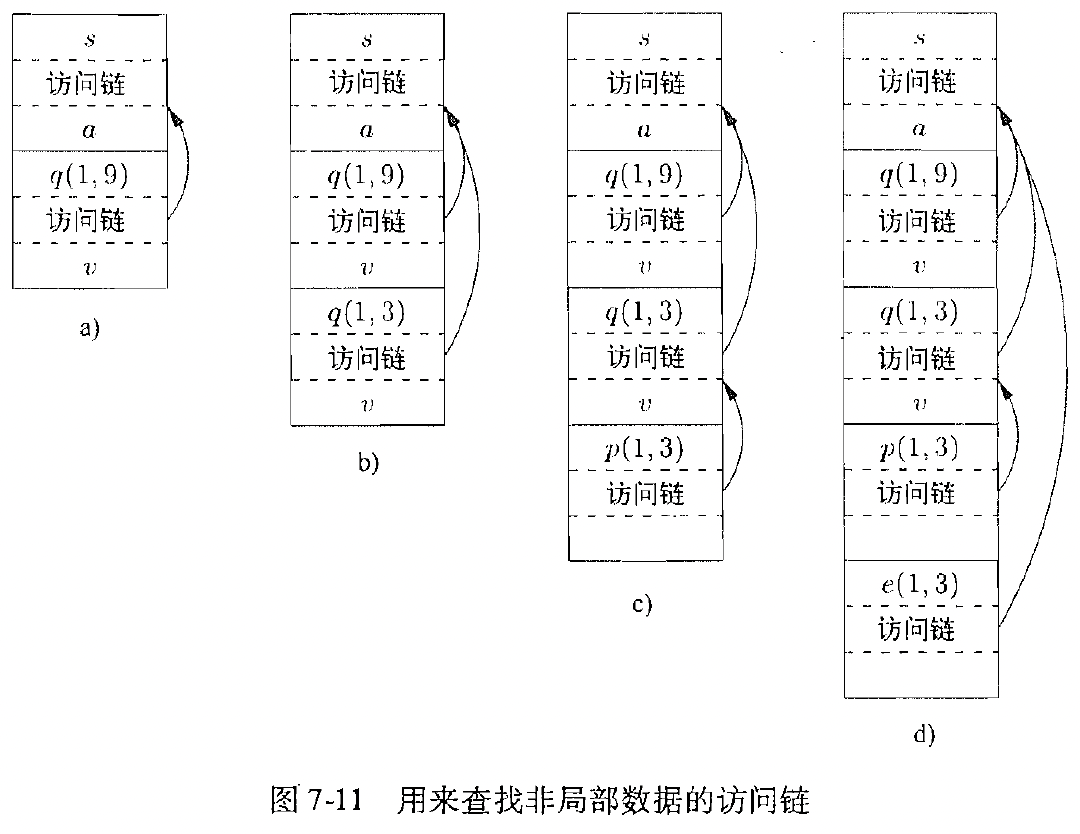 s
访问链
a
q(1, 9)
访问链
v
a)
s
访问链
a
q(1, 9)
访问链
v
q(1, 3)
访问链
v
b)
s
访问链
a
q(1, 9)
访问链
v
q(1, 3)
访问链
v
p(1, 3)
访问链
c)
s
访问链
a
q(1, 9)
访问链
v
q(1, 3)
访问链
v
p(1, 3)
访问链
e(1, 3)
访问链
d)
图 7-11 用来查找非局部数据的访问链